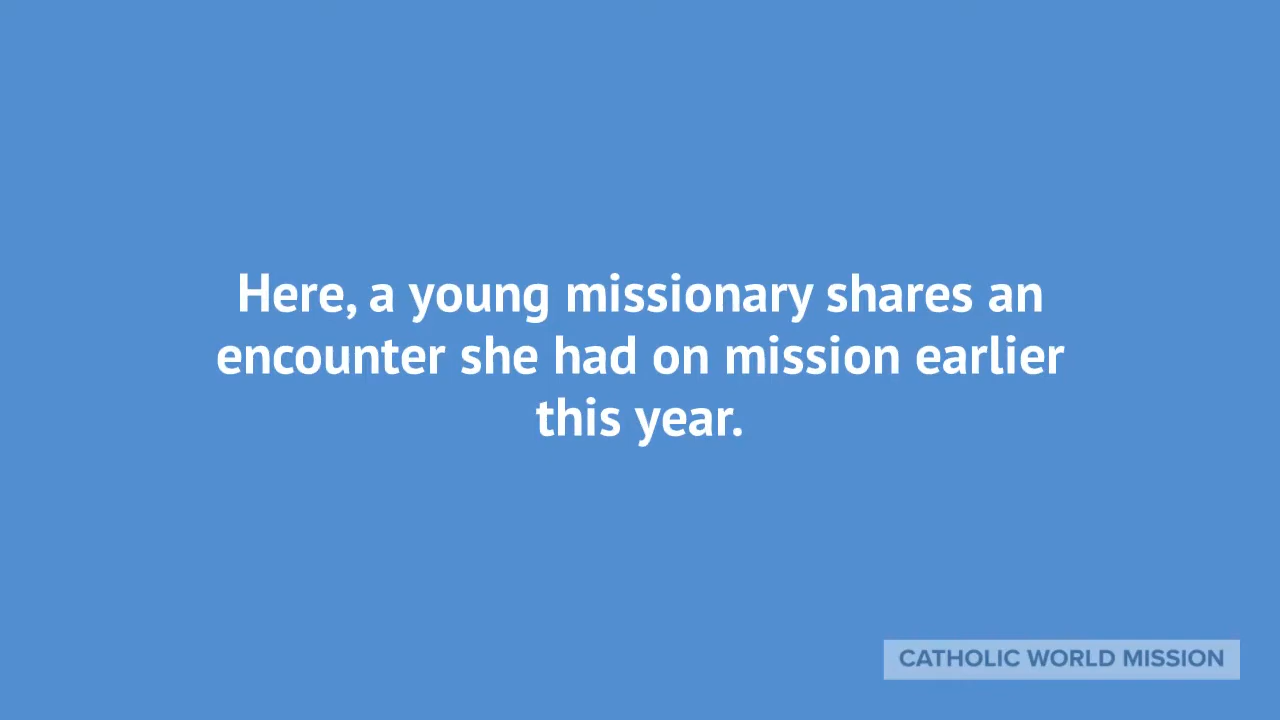 Here, a young missionary shares an
encounter she had on mission earlier
this year.
CATHOLIC WORLD MISSION